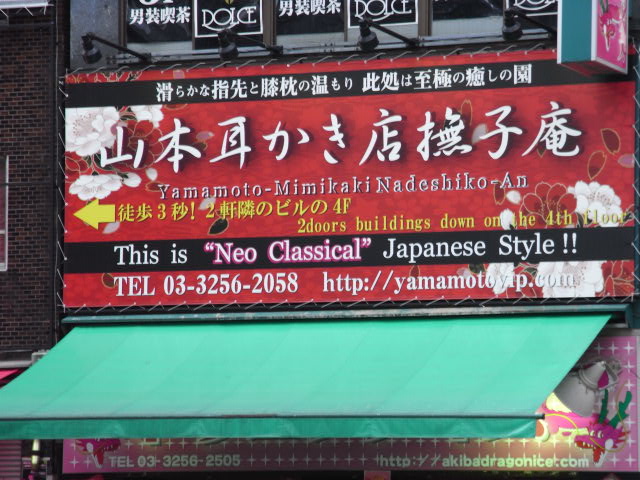 男装喫茶
DOLCE
男装喫茶
DOLCE
滑らかな指先と膝枕の温もり 此処は至極の癒しの園
山本耳かき店撫子庵
Yamamoto-MimikakiNadeshiko-An
徒歩3秒! 2軒隣のビルの4F
2doors buildings down on the 4th floor
This is “Neo Classical” Japanese Style !!
TEL 03-3256-2058 http://yamamotovip.com
TEL 03-3256-2505 http://akibadragonice.com